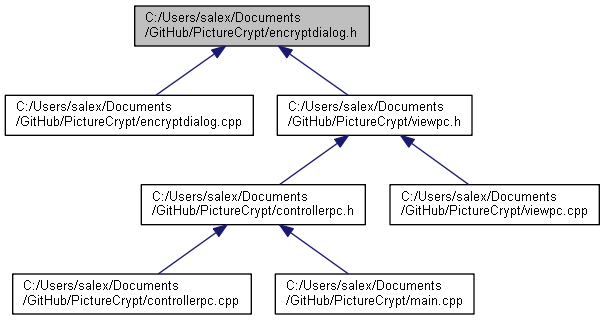 C:/Users/salex/Documents
/GitHub/PictureCrypt/encryptdialog.h
C:/Users/salex/Documents
/GitHub/PictureCrypt/encryptdialog.cpp
C:/Users/salex/Documents
/GitHub/PictureCrypt/viewpc.h
C:/Users/salex/Documents
/GitHub/PictureCrypt/controllerpc.h
C:/Users/salex/Documents
/GitHub/PictureCrypt/viewpc.cpp
C:/Users/salex/Documents
/GitHub/PictureCrypt/controllerpc.cpp
C:/Users/salex/Documents
/GitHub/PictureCrypt/main.cpp